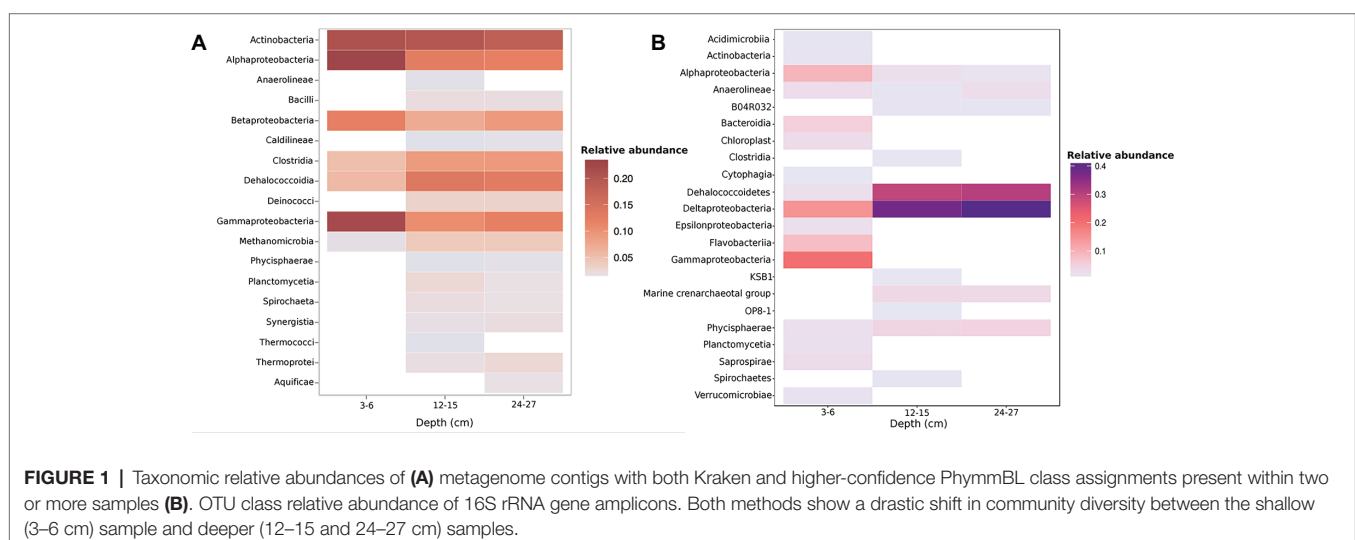 A
Actinobacteria
Alphaproteobacteria
Anaerolineae
Bacilli
Betaproteobacteria
Caldilineae
Clostridia
Dehalococcoidia
Deinococci
Gammaproteobacteria
Methanomicrobia
Phycisphaerae
Planctomycetia
Spirochaeta
Synergistia
Thermococci
Thermoprotei
Aquificae
3-6 12-15 24-27
Depth (cm)
Relative abundance
0.20
0.15
0.10
0.05
B
Acidimicrobiia
Actinobacteria
Alphaproteobacteria
Anaerolineae
B04R032
Bacteroidia
Chloroplast
Clostridia
Cytophagia
Dehalococcoidetes
Deltaproteobacteria
Epsilonproteobacteria
Flavobacteriia
Gammaproteobacteria
KSB1
Marine crenarchaeotal group
OP8-1
Phycisphaerae
Planctomycetia
Saprospirae
Spirochaetes
Verrucomicrobiae
3-6 12-15 24-27
Depth (cm)
Relative abundance
0.4
0.3
0.2
0.1
FIGURE 1 | Taxonomic relative abundances of (A) metagenome contigs with both Kraken and higher-confidence PhymmBL class assignments present within two
or more samples (B). OTU class relative abundance of 16S rRNA gene amplicons. Both methods show a drastic shift in community diversity between the shallow
(3–6 cm) sample and deeper (12–15 and 24–27 cm) samples.